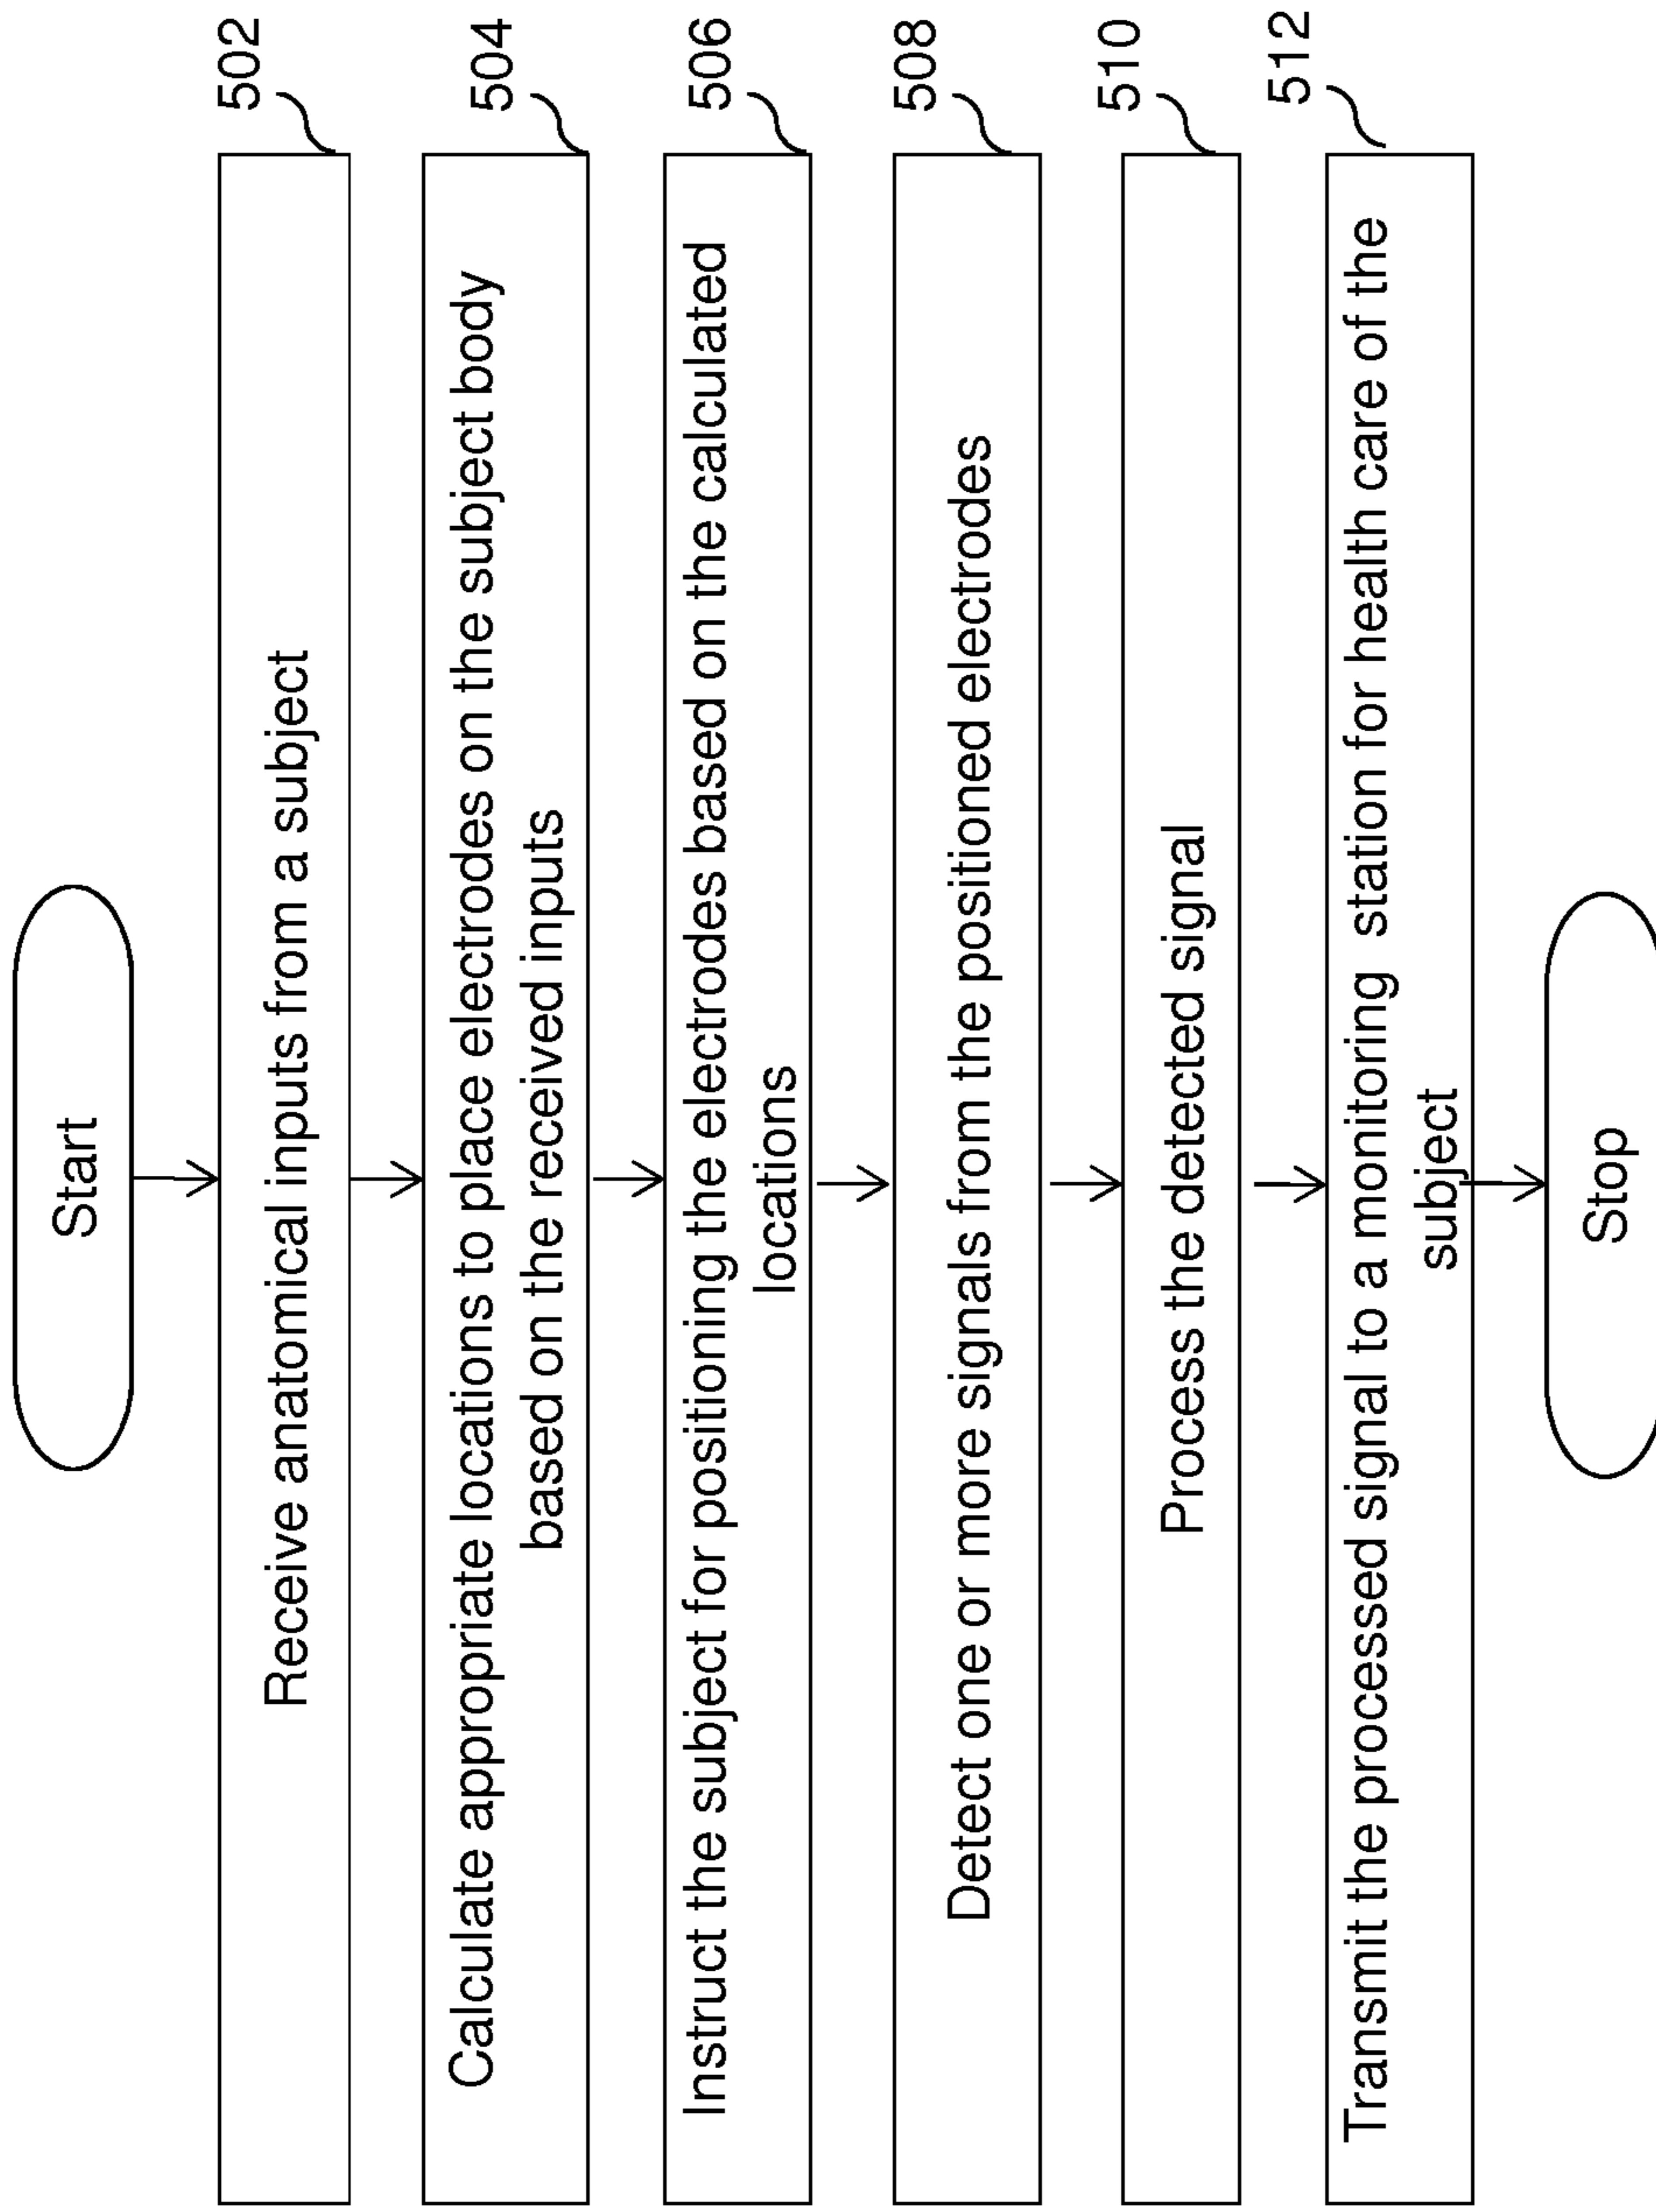 Start
502
Receive anatomical inputs from a subject
504
Calculate appropriate locations to place electrodes on the subject body
based on the received inputs
506
Instruct the subject for positioning the electrodes based on the calculated
locations
508
Detect one or more signals from the positioned electrodes
510
Process the detected signal
512
Transmit the processed signal to a monitoring station for health care of the
subject
Stop